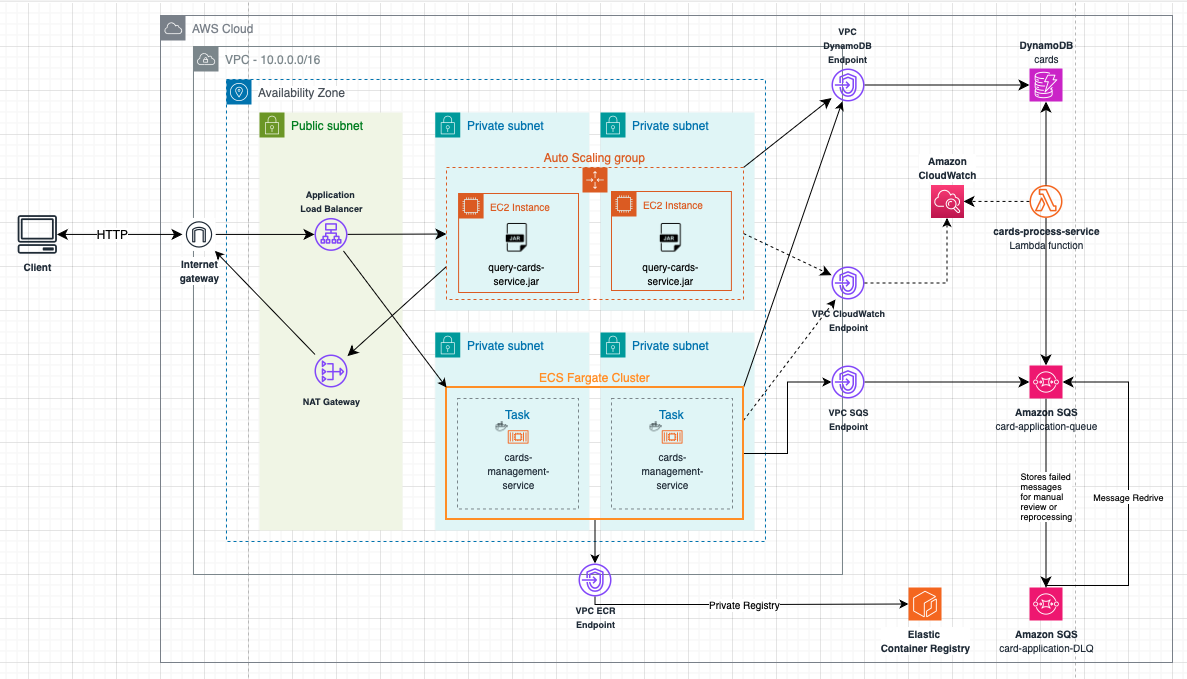 AWS Cloud
VPC - 10.0.0.0/16
Availability Zone
Public subnet
Private subnet
Private subnet
Auto Scaling group
EC2 Instance
JAR
query-cards-
service.jar
EC2 Instance
JAR
query-cards-
service.jar
Application
Load Balancer
HTTP
Client
Internet
gateway
NAT Gateway
Private subnet
Private subnet
ECS Fargate Cluster
Task
cards-
management-
service
Task
cards-
management-
service
VPC
DynamoDB
Endpoint
DynamoDB
cards
Amazon
CloudWatch
cards-process-service
Lambda function
VPC CloudWatch
Endpoint
VPC SQS
Endpoint
Amazon SQS
card-application-queue
Stores failed
messages
for manual
review or
reprocessing
Message Redrive
VPC ECR
Endpoint
Private Registry
Elastic
Container Registry
Amazon SQS
card-application-DLQ